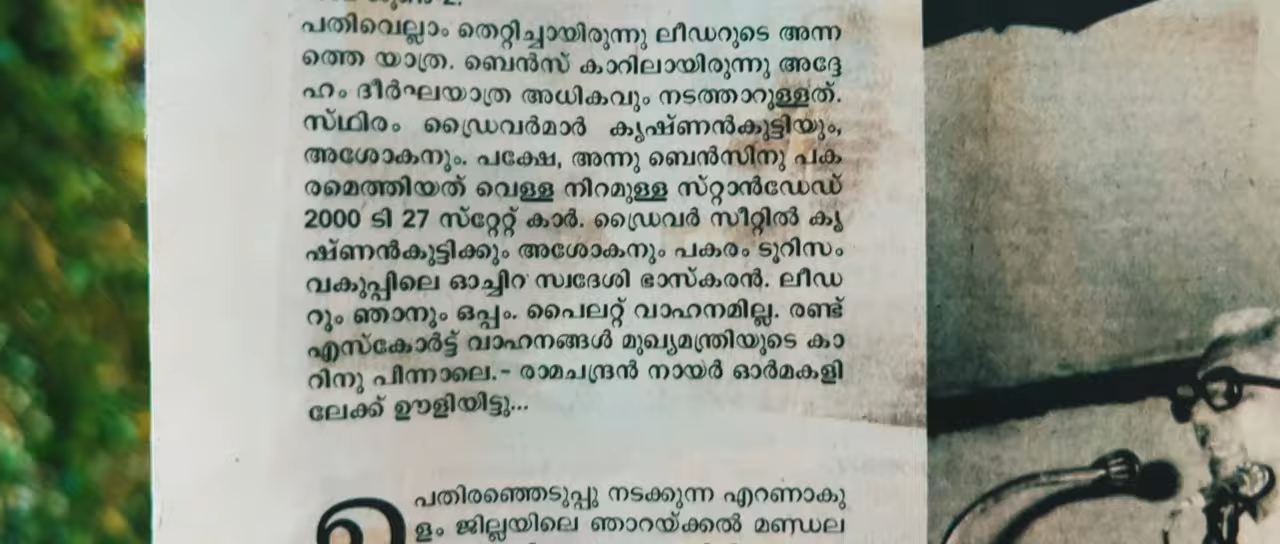 പതിവെല്ലാം തെറ്റിച്ചായിരുന്നു ലീഡറുടെ അന്ന
ത്തെ യാത്ര. ബെൻസ് കാറിലായിരുന്നു അദ്ദേ
ഹം ദീർഘയാത്ര അധികവും നടത്താറുള്ളത്.
സ്ഥിരം ഡ്രൈവർമാർ കൃഷ്ണൻകുട്ടിയും,
അശോകനും. പക്ഷേ, അന്നു ബെൻസിനു പക
രമെത്തിയത് വെള്ള നിറമുള്ള സ്റ്റാൻഡേഡ്
2000 ടി 27 സ്റ്റേറ്റ് കാർ. ഡ്രൈവർ സീറ്റിൽ കൃ
ഷ്ണൻകുട്ടിക്കും അശോകനും പകരം ടൂറിസം
വകുപ്പിലെ ഓച്ചിറ സ്വദേശി ഭാസ്കരൻ. ലീഡ
റും ഞാനും ഒപ്പം. പൈലറ്റ് വാഹനമില്ല. രണ്ട്
എസ്കോർട്ട് വാഹനങ്ങൾ മുഖ്യമന്ത്രിയുടെ കാ
റിനു പിന്നാലെ.- രാമചന്ദ്രൻ നായർ ഓർമകളി
ലേക്ക് ഊളിയിട്ടു...
ഉപതിരഞ്ഞെടുപ്പു നടക്കുന്ന എറണാകു
ളം ജില്ലയിലെ ഞാറയ്ക്കൽ മണ്ഡല